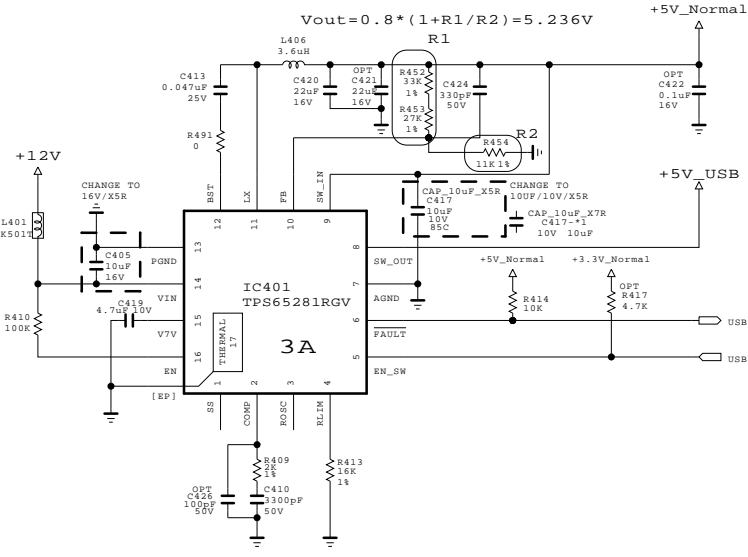 Vout=0.8*(1+R1/R2)=5.236V
+5V_Normal
R1
L406
3.6uH
C413
0.047uF
25V
C420
22uF
16V
OPT
C421
22uF
16V
R452
33K
1%
R453
27K
1%
C424
330pF
50V
OPT
C422
0.1uF
16V
R491
0
R2
R454
11K 1%
+12V
+5V_USB
CHANGE TO
16V/X5R
BST
LX
FB
SW_IN
CAP_10uF_X5R
C417
10uF
10V
85C
CHANGE TO
10UF/10V/X5R
CAP_10uF_X7R
C417-*1
10V 10uF
L401
K501T
12
11
10
9
C405
10uF
16V
PGND
13
8
SW_OUT
+5V_Normal
+3.3V_Normal
VIN
14
IC401
TPS65281RGV
7
AGND
R414
10K
OPT
R417
4.7K
C419
4.7uF 10V
R410
100K
V7V
15
6
FAULT
USB
THERMAL
17
3A
EN
16
5
EN_SW
USB
[EP]
1
2
3
4
SS
COMP
ROSC
RLIM
R409
2K
1%
R413
16K
1%
OPT
C426
100pF
50V
C410
3300pF
50V